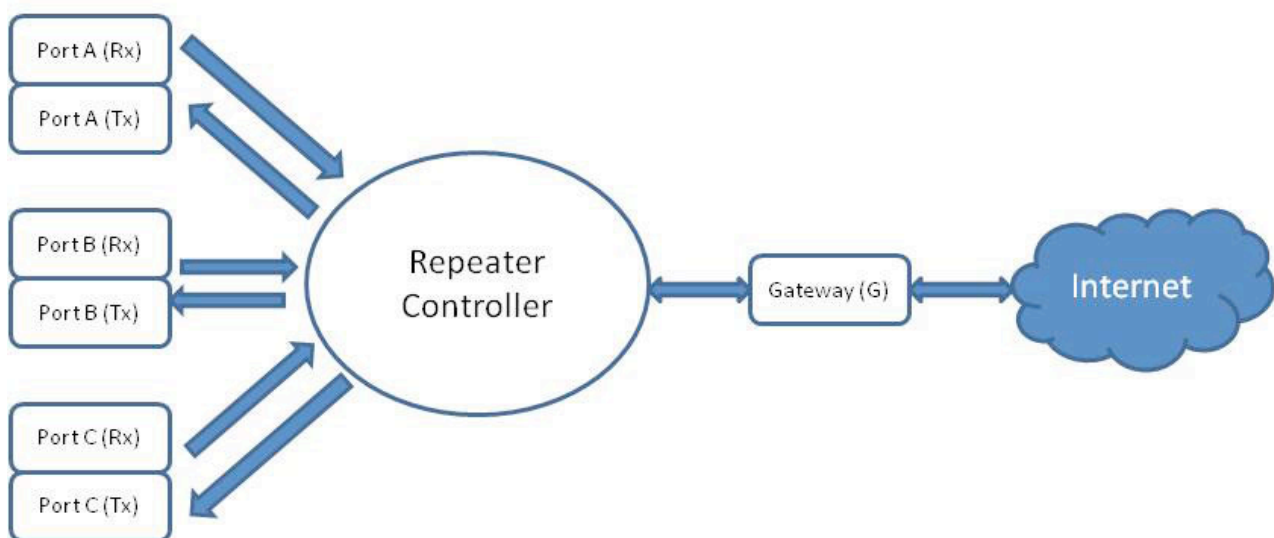 Port A (Rx)
Port A (Tx)
Port B (Rx)
Port B (Tx)
Port C (Rx)
Port C (Tx)
Repeater
Controller
Gateway (G)
Internet